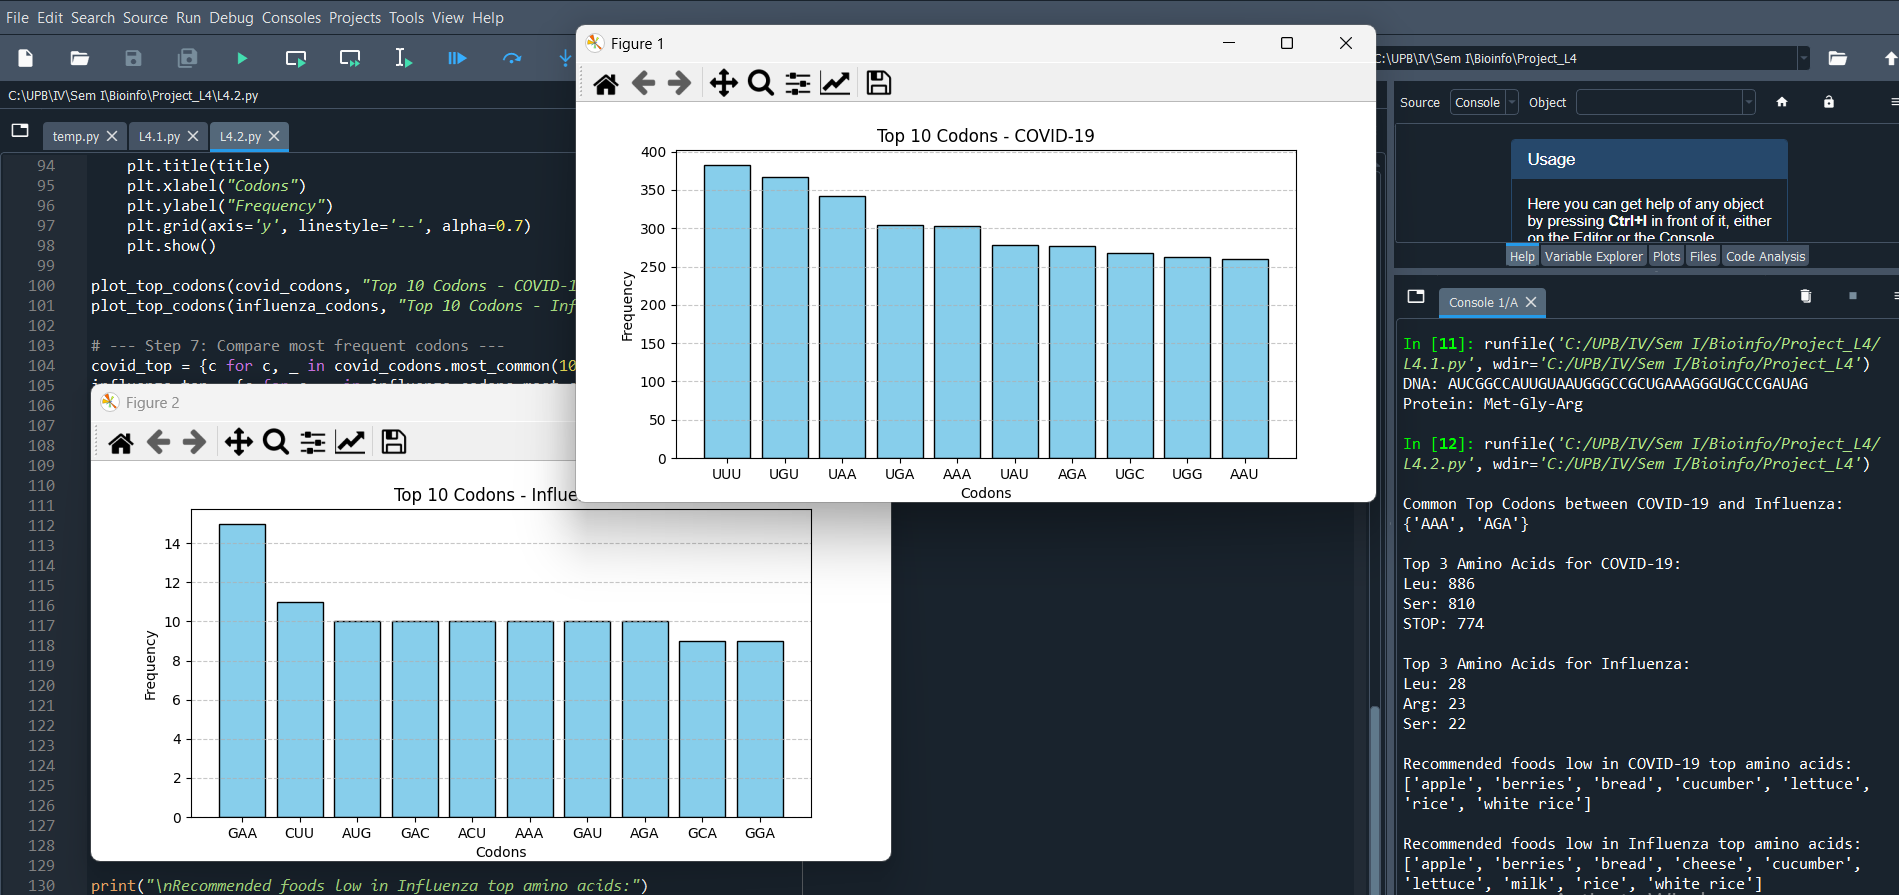 File Edit Search Source Run Debug Consoles Projects Tools View Help
C:\UPB\IV\Sem I\Bioinfo\Project_L4
C:\UPB\IV\Sem I\Bioinfo\Project_L4\L4.2.py
temp.py L4.1.py L4.2.py
94 plt.title(title)
95 plt.xlabel("Codons")
96 plt.ylabel("Frequency")
97 plt.grid(axis='y', linestyle='--', alpha=0.7)
98 plt.show()
99
100 plot_top_codons(covid_codons, "Top 10 Codons - COVID-1
101 plot_top_codons(influenza_codons, "Top 10 Codons - Inf
102
103 # --- Step 7: Compare most frequent codons ---
104 covid_top = {c for c, _ in covid_codons.most_common(10
105
106
107
108
109
110
111
112
113
114
115
116
117
118
119
120
121
122
123
124
125
126
127
128
129
130 print("\nRecommended foods low in Influenza top amino acids:")
Figure 1
Top 10 Codons - COVID-19
400
350
300
250
200
150
100
50
0
Frequency
UUU UGU UAA UGA AAA UAU AGA UGC UGG AAU
Codons
Figure 2
Top 10 Codons - Influe
14
12
10
8
6
4
2
0
Frequency
GAA CUU AUG GAC ACU AAA GAU AGA GCA GGA
Codons
Source Console Object
Usage
Here you can get help of any object
by pressing Ctrl+I in front of it, either
on the Editor or the Console
Help Variable Explorer Plots Files Code Analysis
Console 1/A
In [11]: runfile('C:/UPB/IV/Sem I/Bioinfo/Project_L4/
L4.1.py', wdir='C:/UPB/IV/Sem I/Bioinfo/Project_L4')
DNA: AUCGGCCAUUGUAAUGGGCCGCUGAAAGGGUGCCCGAUAG
Protein: Met-Gly-Arg
In [12]: runfile('C:/UPB/IV/Sem I/Bioinfo/Project_L4/
L4.2.py', wdir='C:/UPB/IV/Sem I/Bioinfo/Project_L4')
Common Top Codons between COVID-19 and Influenza:
{'AAA', 'AGA'}
Top 3 Amino Acids for COVID-19:
Leu: 886
Ser: 810
STOP: 774
Top 3 Amino Acids for Influenza:
Leu: 28
Arg: 23
Ser: 22
Recommended foods low in COVID-19 top amino acids:
['apple', 'berries', 'bread', 'cucumber', 'lettuce',
'rice', 'white rice']
Recommended foods low in Influenza top amino acids:
['apple', 'berries', 'bread', 'cheese', 'cucumber',
'lettuce', 'milk', 'rice', 'white rice']